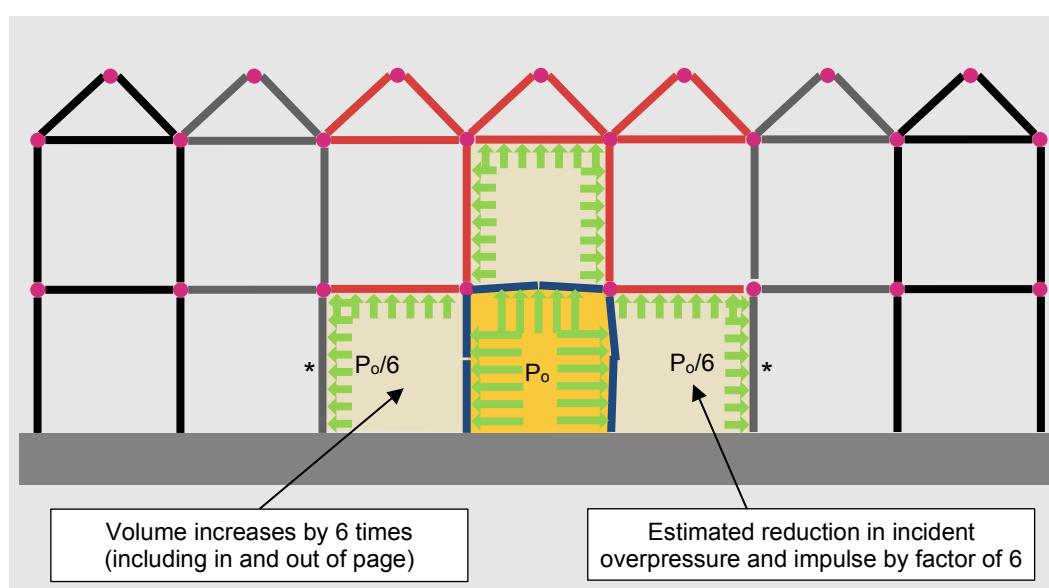 * P₀/6 P₀ P₀/6 *
Volume increases by 6 times
(including in and out of page)
Estimated reduction in incident
overpressure and impulse by factor of 6